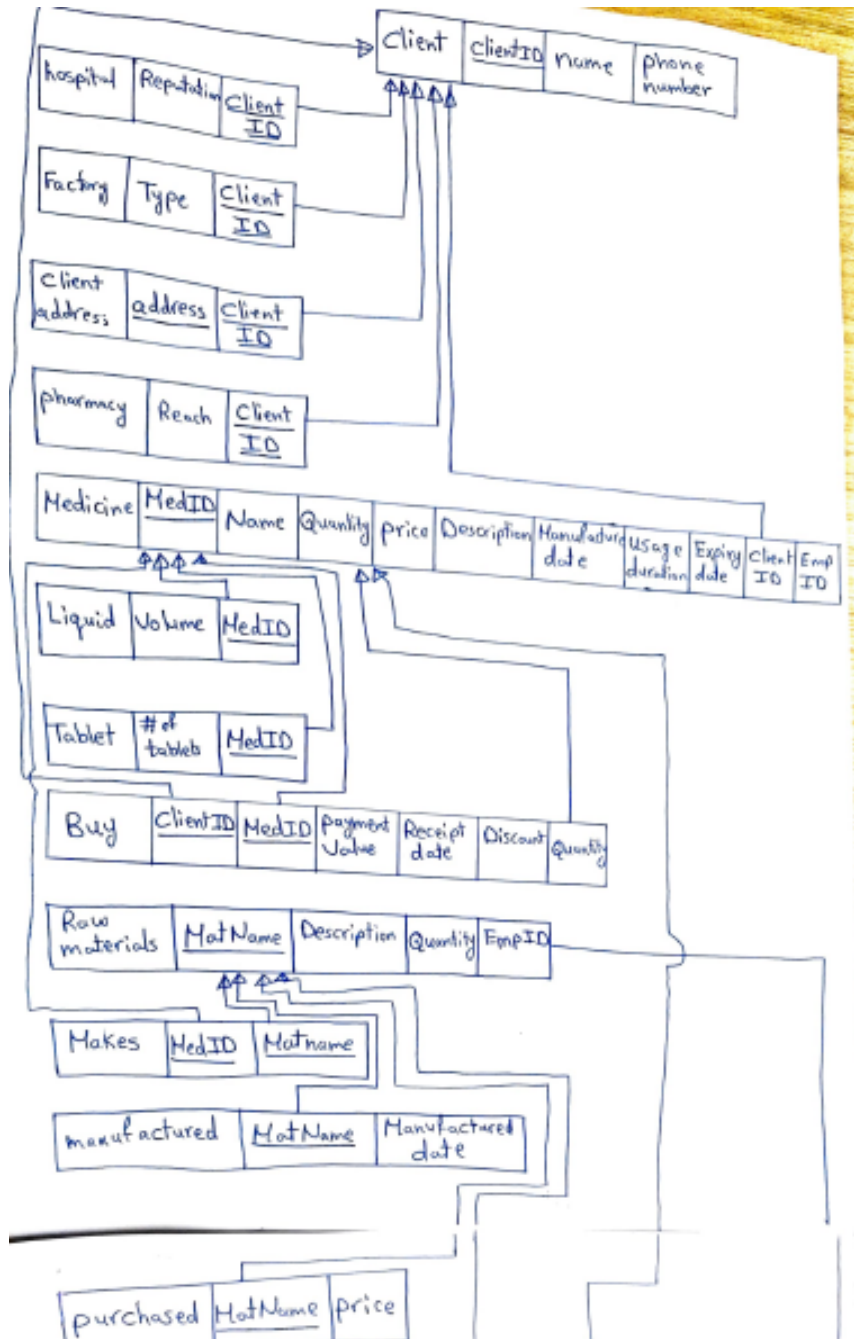 Client ClientID name phone number
hospital Reputation Client ID
Factory Type Client ID
Client address address Client ID
pharmacy Reach Client ID
Medicine MedID Name Quantity price Description Manufacture date Usage duration Expiry date Client ID Emp ID
Liquid Volume MedID
Tablet # of tablets MedID
Buy ClientID MedID payment Value Receipt date Discount Quantity
Raw materials MatName Description Quantity EmpID
Makes MedID Matname
manufactured MatName Manufactured date
purchased MatName price